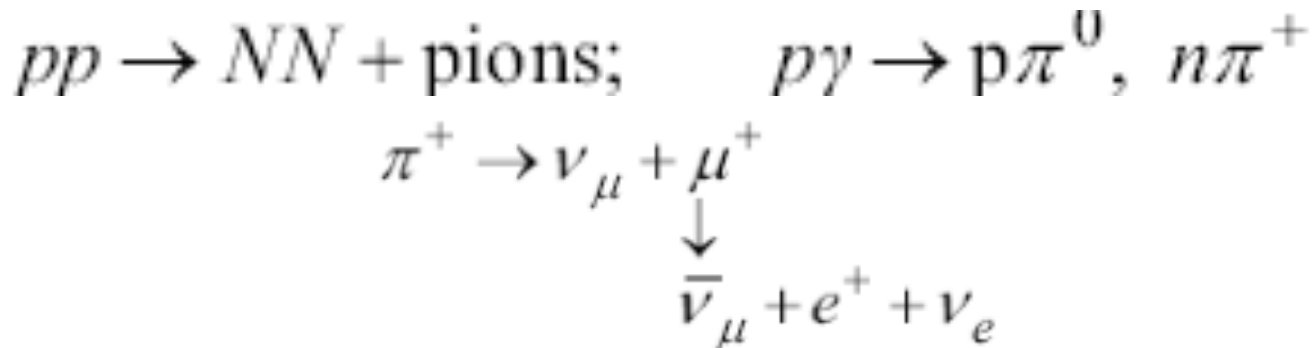 pp → NN + pions; pγ → pπ⁰, nπ⁺
π⁺ → ν_μ + μ⁺
↓
ν̄_μ + e⁺ + ν_e